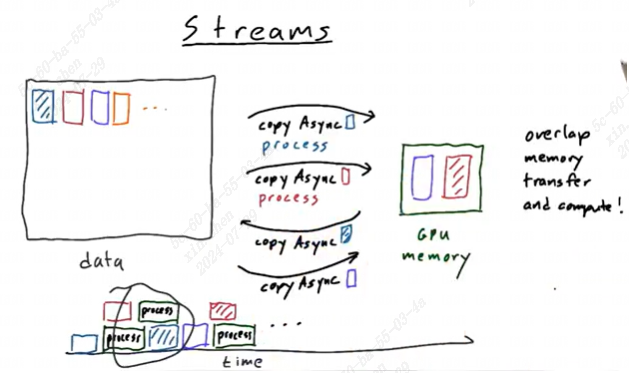 Streams
copy Async
process
copy Async
process
copy Async
copy Async
data
GPU
memory
overlap
memory
transfer
and compute!
process
process
process
...
time